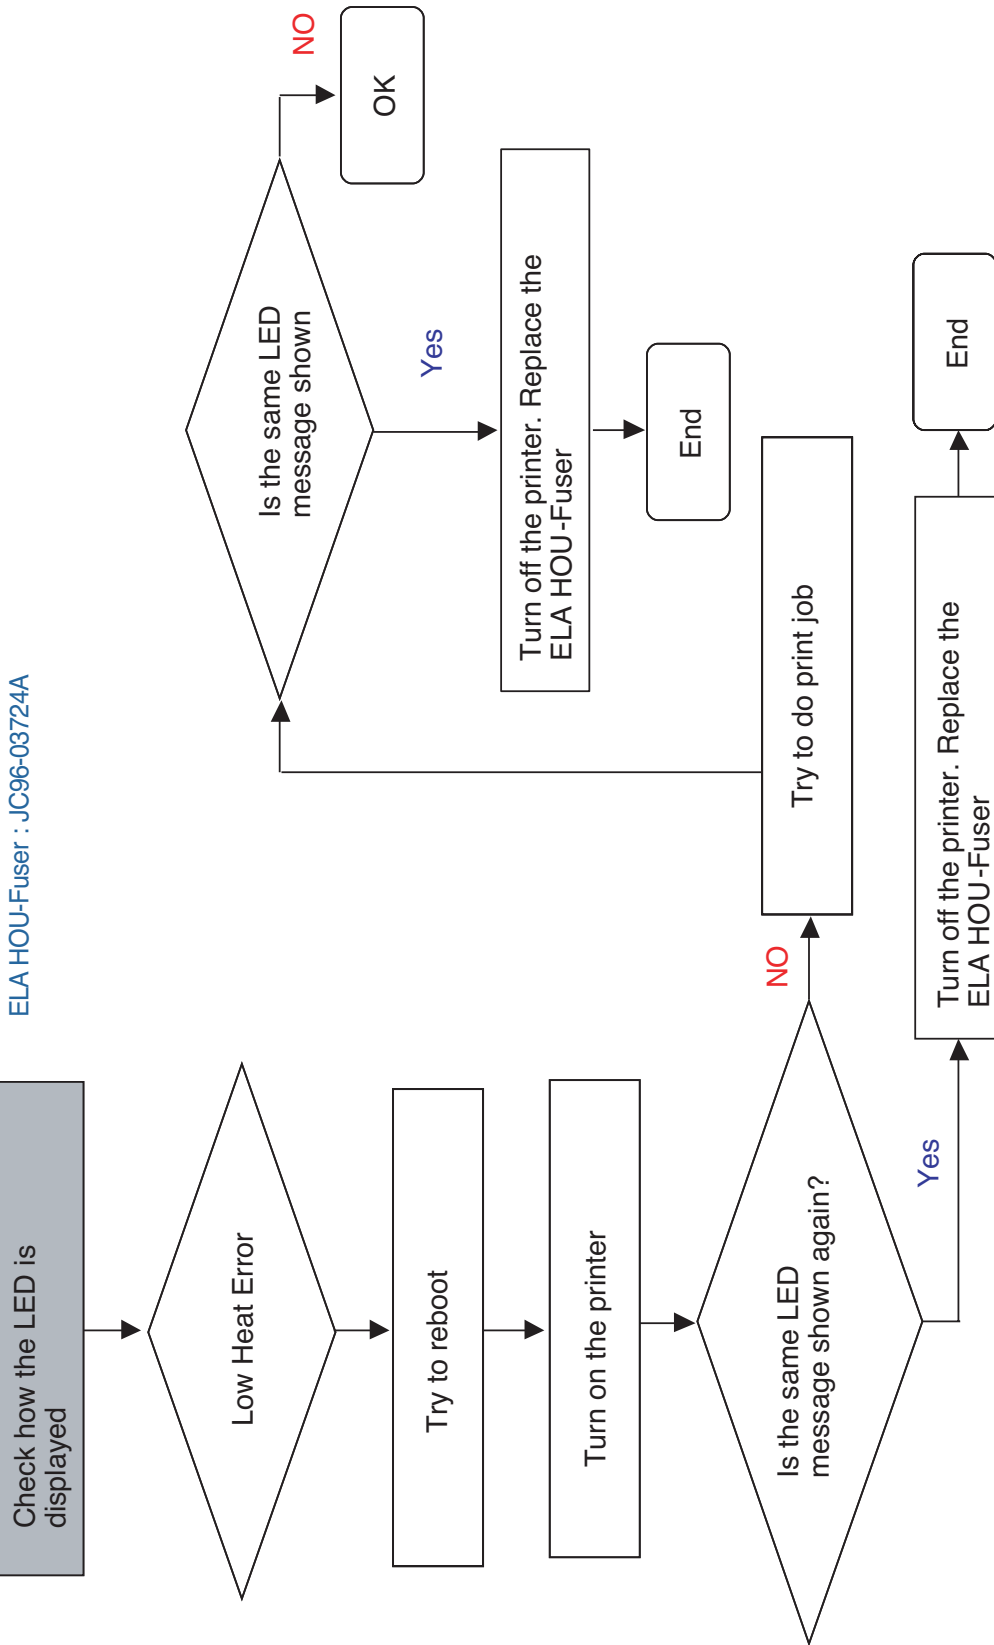 ELA HOU-Fuser : JC96-03724A
Check how the LED is
displayed
Low Heat Error
Try to reboot
Turn on the printer
Is the same LED
message shown again?
NO
Yes
Try to do print job
Turn off the printer. Replace the
ELA HOU-Fuser
End
Is the same LED
message shown
NO
OK
Yes
Turn off the printer. Replace the
ELA HOU-Fuser
End